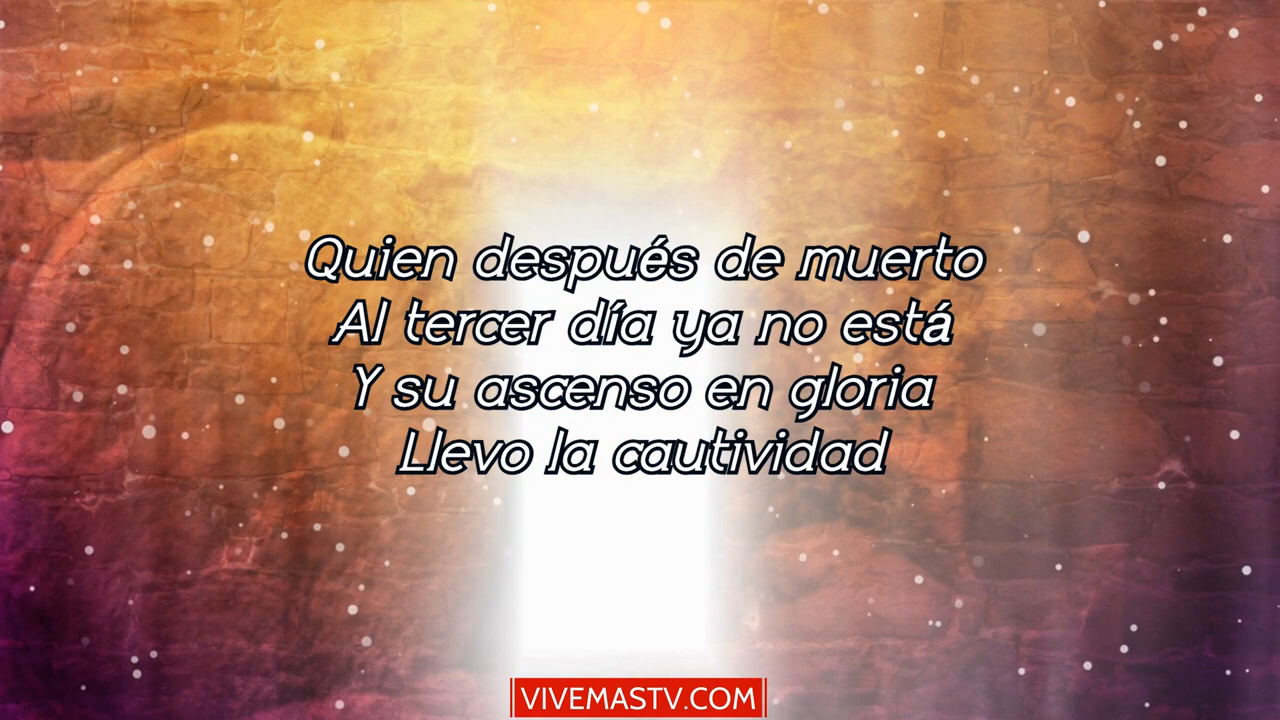 Quien después de muerto
Al tercer día ya no está
Y su ascenso en gloria
Llevo la cautividad
VIVEMASTV.COM